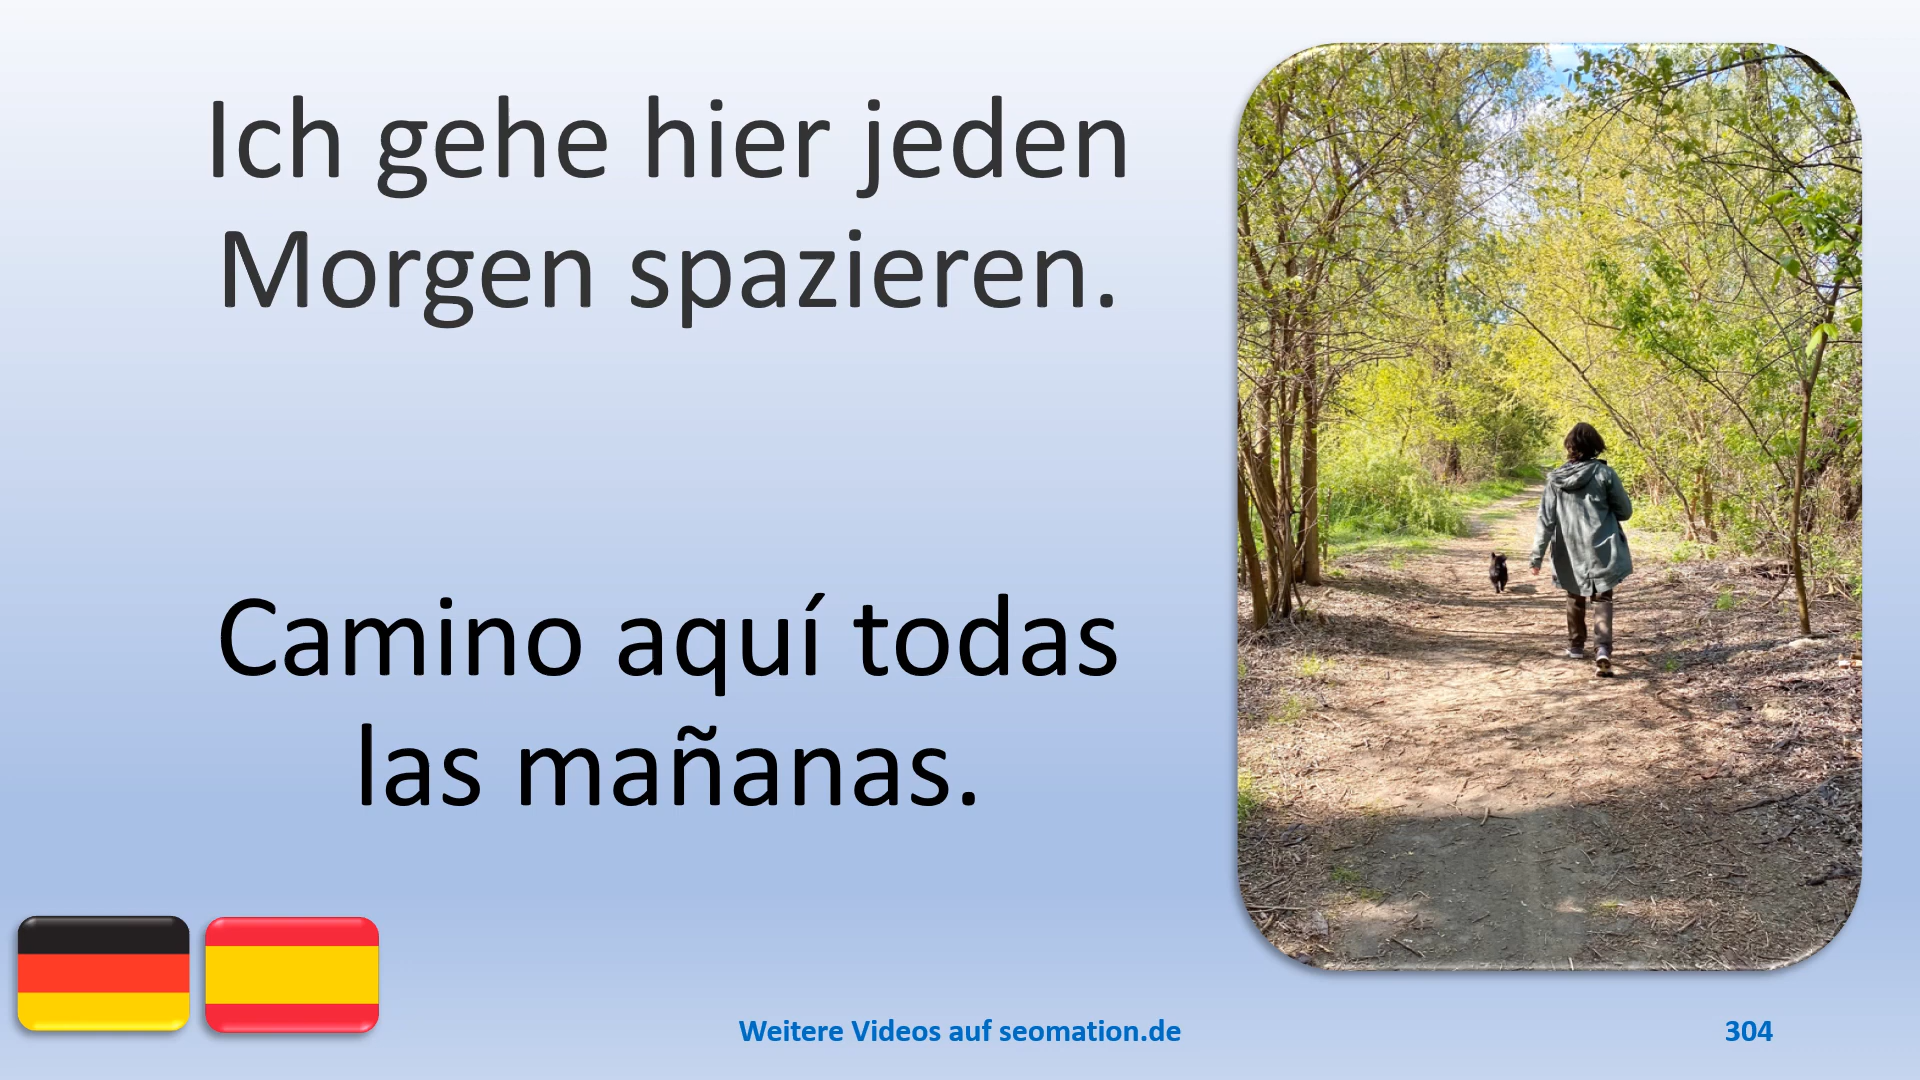 Ich gehe hier jeden
Morgen spazieren.
Camino aquí todas
las mañanas.
Weitere Videos auf seomation.de
304